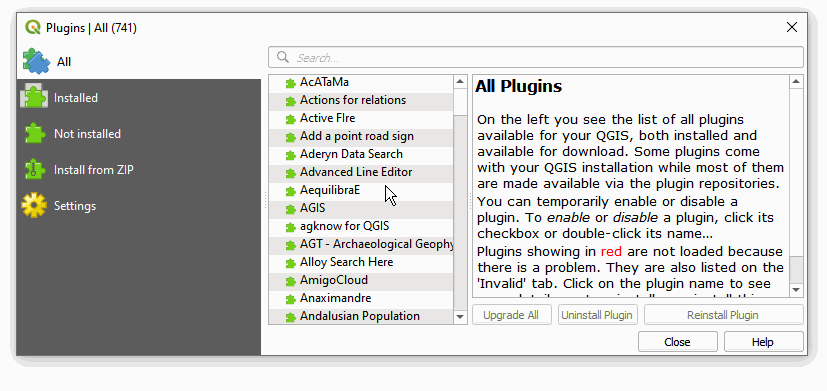 Plugins | All (741)
All
Installed
Not installed
Install from ZIP
Settings
Search...
AcATaMa
Actions for relations
Active FIre
Add a point road sign
Aderyn Data Search
Advanced Line Editor
AequilibraE
AGIS
agknow for QGIS
AGT - Archaeological Geophy
Alloy Search Here
AmigoCloud
Anaximandre
Andalusian Population
All Plugins
On the left you see the list of all plugins
available for your QGIS, both installed and
available for download. Some plugins come
with your QGIS installation while most of them
are made available via the plugin repositories.
You can temporarily enable or disable a
plugin. To enable or disable a plugin, click its
checkbox or double-click its name...
Plugins showing in red are not loaded because
there is a problem. They are also listed on the
'Invalid' tab. Click on the plugin name to see
Upgrade All
Uninstall Plugin
Reinstall Plugin
Close
Help